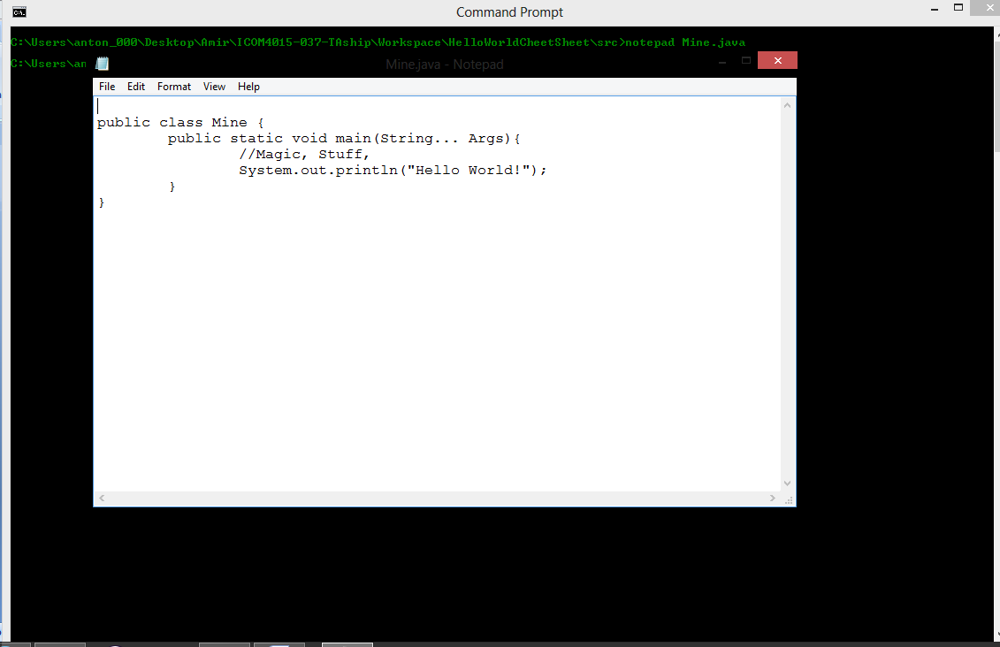 Command Prompt
C:\Users\anton_000\Desktop\Amir\ICOM4015-037-TAship\Workspace\HelloWorldCheetSheet\src>notepad Mine.java
C:\Users\an
Mine.java - Notepad
File Edit Format View Help
public class Mine {
public static void main(String... Args){
//Magic, Stuff,
System.out.println("Hello World!");
}
}